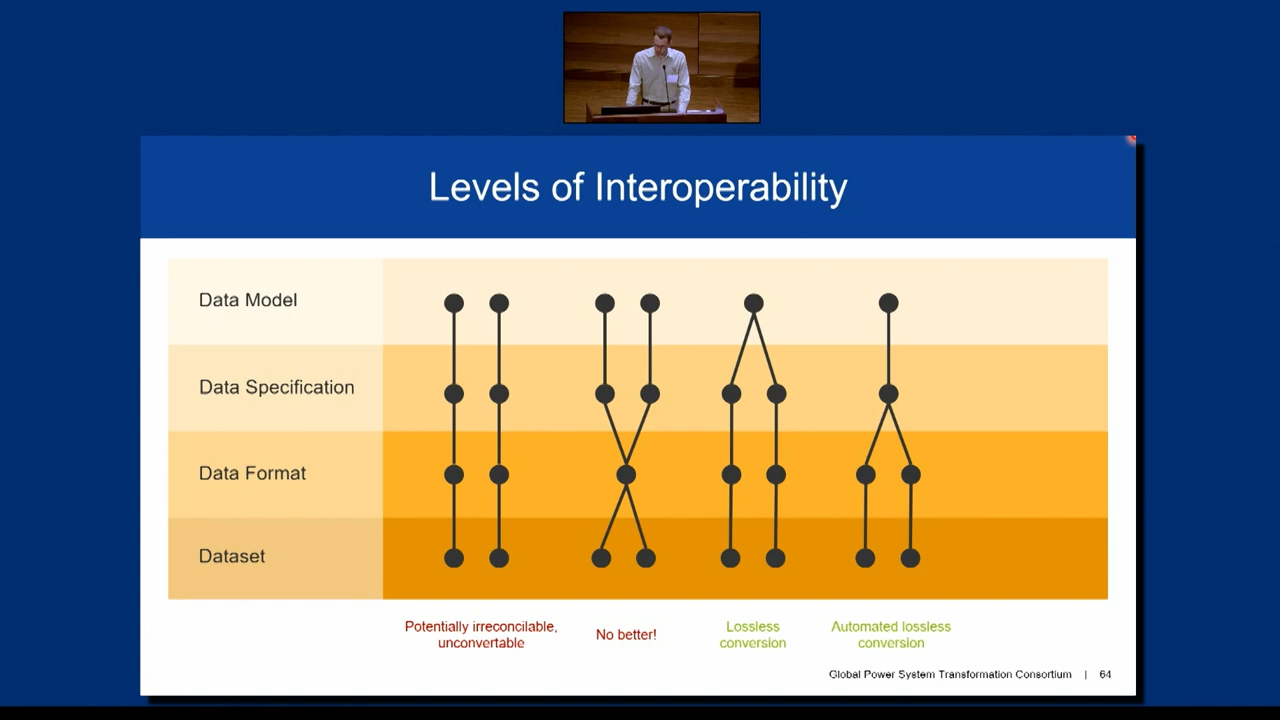 Levels of Interoperability
Data Model
Data Specification
Data Format
Dataset
Potentially irreconcilable,
unconvertable
No better!
Lossless
conversion
Automated lossless
conversion
Global Power System Transformation Consortium | 64